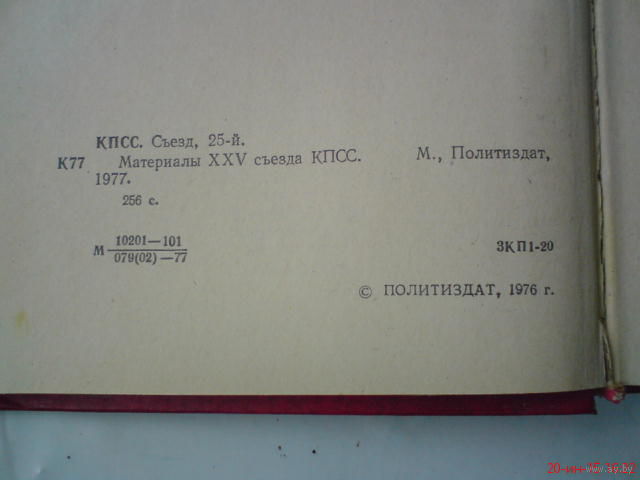 КПСС. Съезд, 25-й.
К77 Материалы XXV съезда КПСС. М., Политиздат,
1977.
256 с.
М 10201—101
079(02)—77
3КП1-20
© ПОЛИТИЗДАТ, 1976 г.